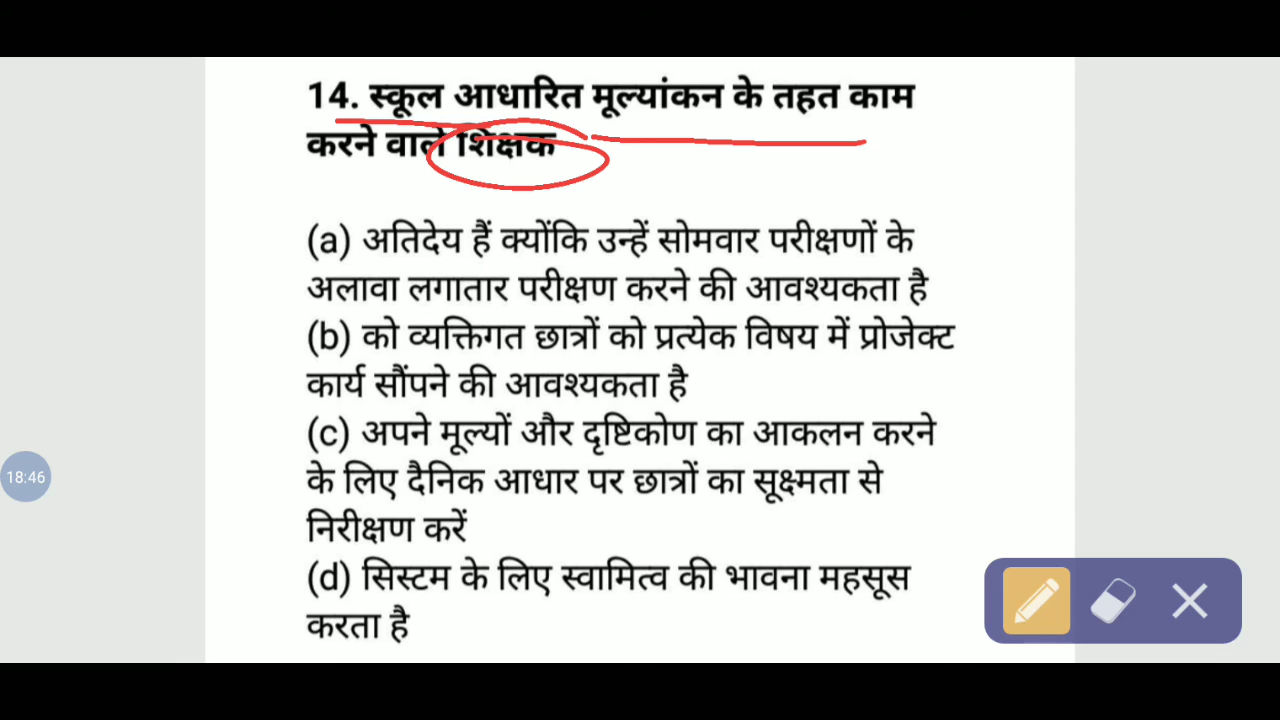 14. स्कूल आधारित मूल्यांकन के तहत काम
करने वाले शिक्षक
(a) अतिदेय हैं क्योंकि उन्हें सोमवार परीक्षणों के
अलावा लगातार परीक्षण करने की आवश्यकता है
(b) को व्यक्तिगत छात्रों को प्रत्येक विषय में प्रोजेक्ट
कार्य सौंपने की आवश्यकता है
(c) अपने मूल्यों और दृष्टिकोण का आकलन करने
के लिए दैनिक आधार पर छात्रों का सूक्ष्मता से
निरीक्षण करें
(d) सिस्टम के लिए स्वामित्व की भावना महसूस
करता है
18:46